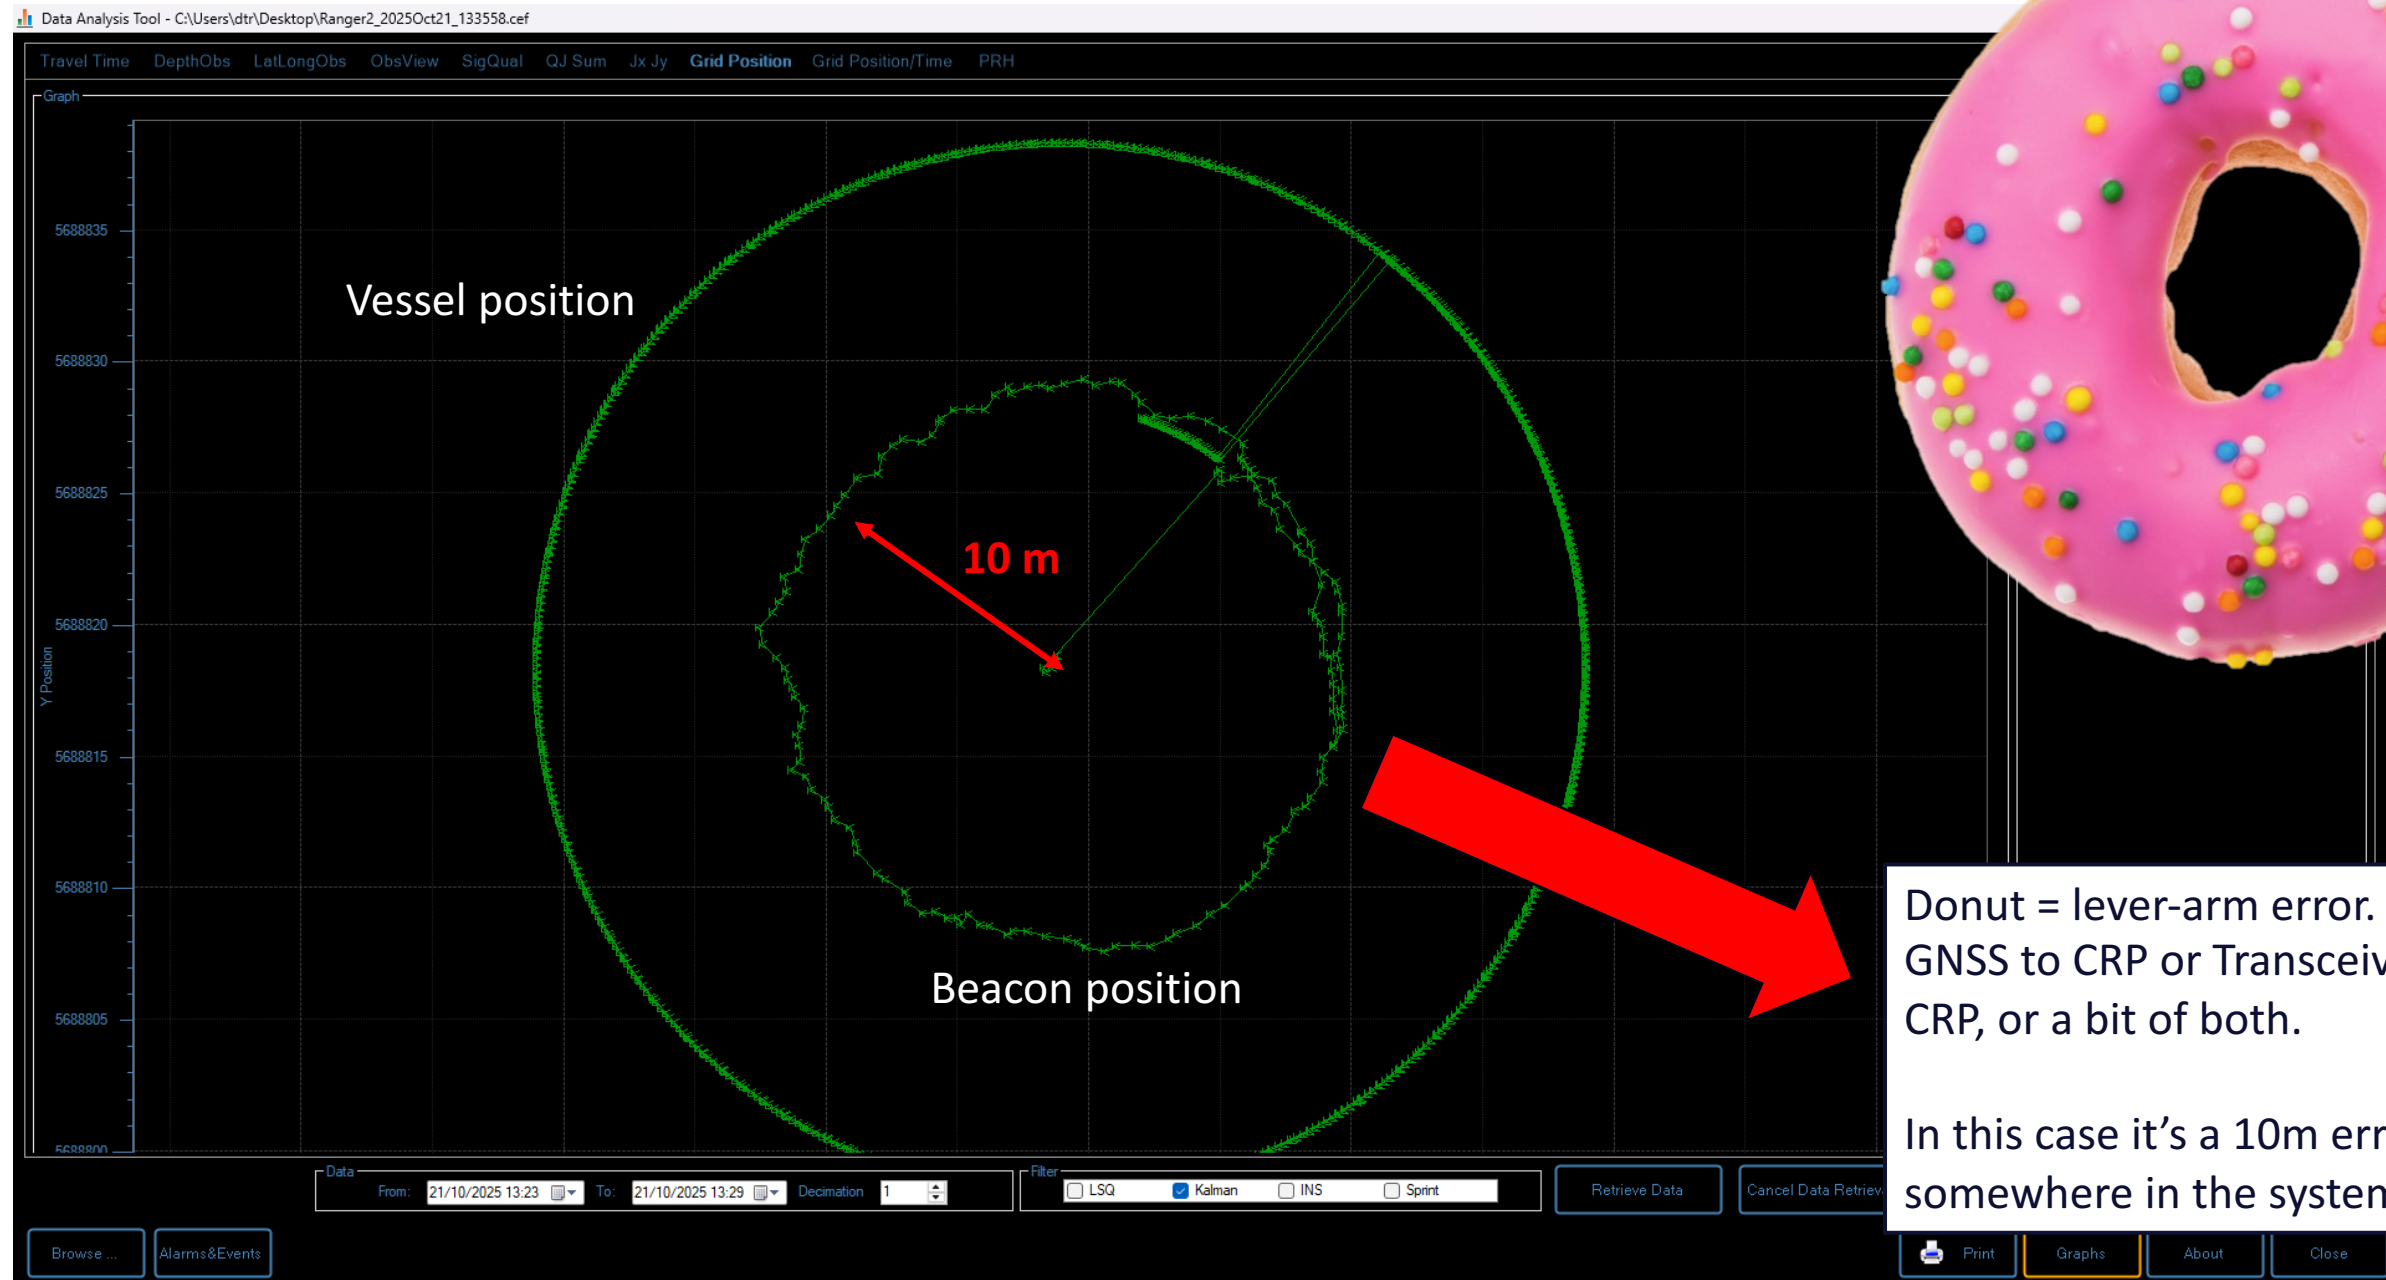 Data Analysis Tool - C:\Users\dtr\Desktop\Ranger2_2025Oct21_133558.cef
Travel Time DepthObs LatLongObs ObsView SigQual QJ Sum Jx Jy Grid Position Grid Position/Time PRH
Graph
5688835
Vessel position
5688830
5688825
10 m
5688820
Y Position
5688815
5688810
Donut = lever-arm error.
GNSS to CRP or Transceiv
CRP, or a bit of both.
Beacon position
5688805
In this case it's a 10m err
somewhere in the system
5688800
Data
From: 21/10/2025 13:23 To: 21/10/2025 13:29 Decimation 1
Filter
LSQ Kalman INS Sprint
Retrieve Data
Cancel Data Retriev
Browse ...
Alarms&Events
Print
Graphs
About
Close